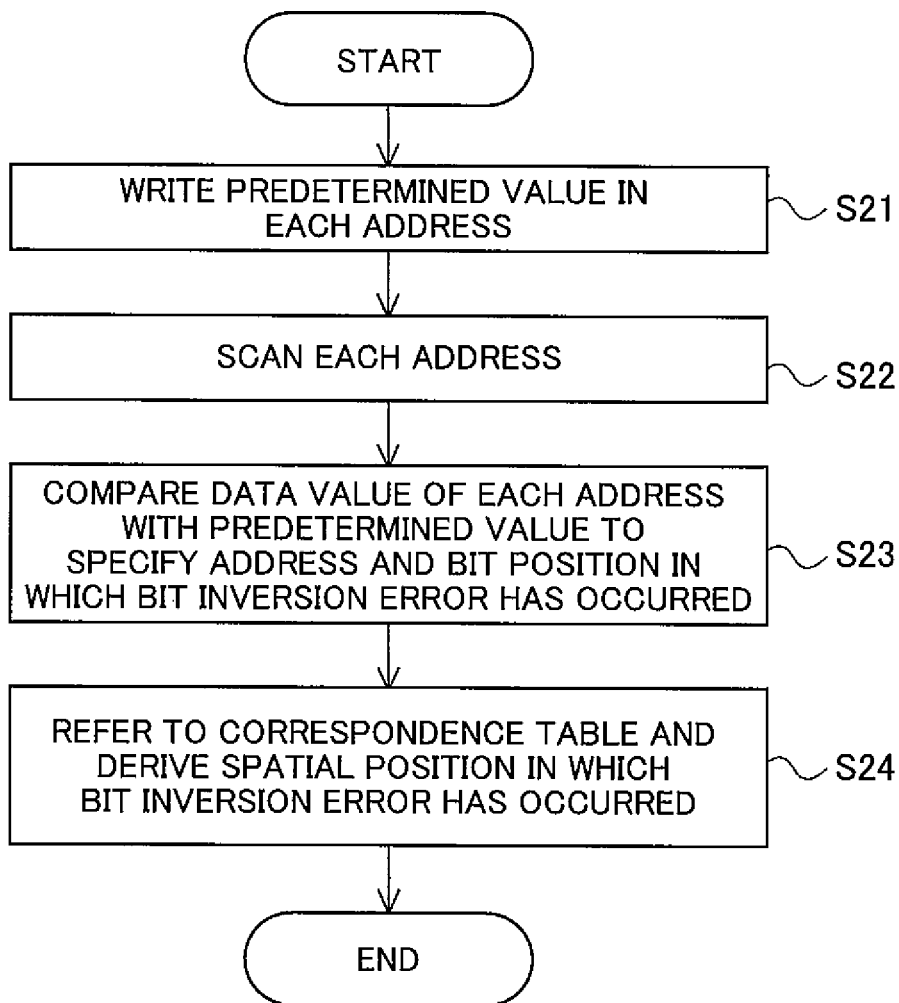 START
WRITE PREDETERMINED VALUE IN
EACH ADDRESS
S21
SCAN EACH ADDRESS
S22
COMPARE DATA VALUE OF EACH ADDRESS
WITH PREDETERMINED VALUE TO
SPECIFY ADDRESS AND BIT POSITION IN
WHICH BIT INVERSION ERROR HAS OCCURRED
S23
REFER TO CORRESPONDENCE TABLE AND
DERIVE SPATIAL POSITION IN WHICH
BIT INVERSION ERROR HAS OCCURRED
S24
END